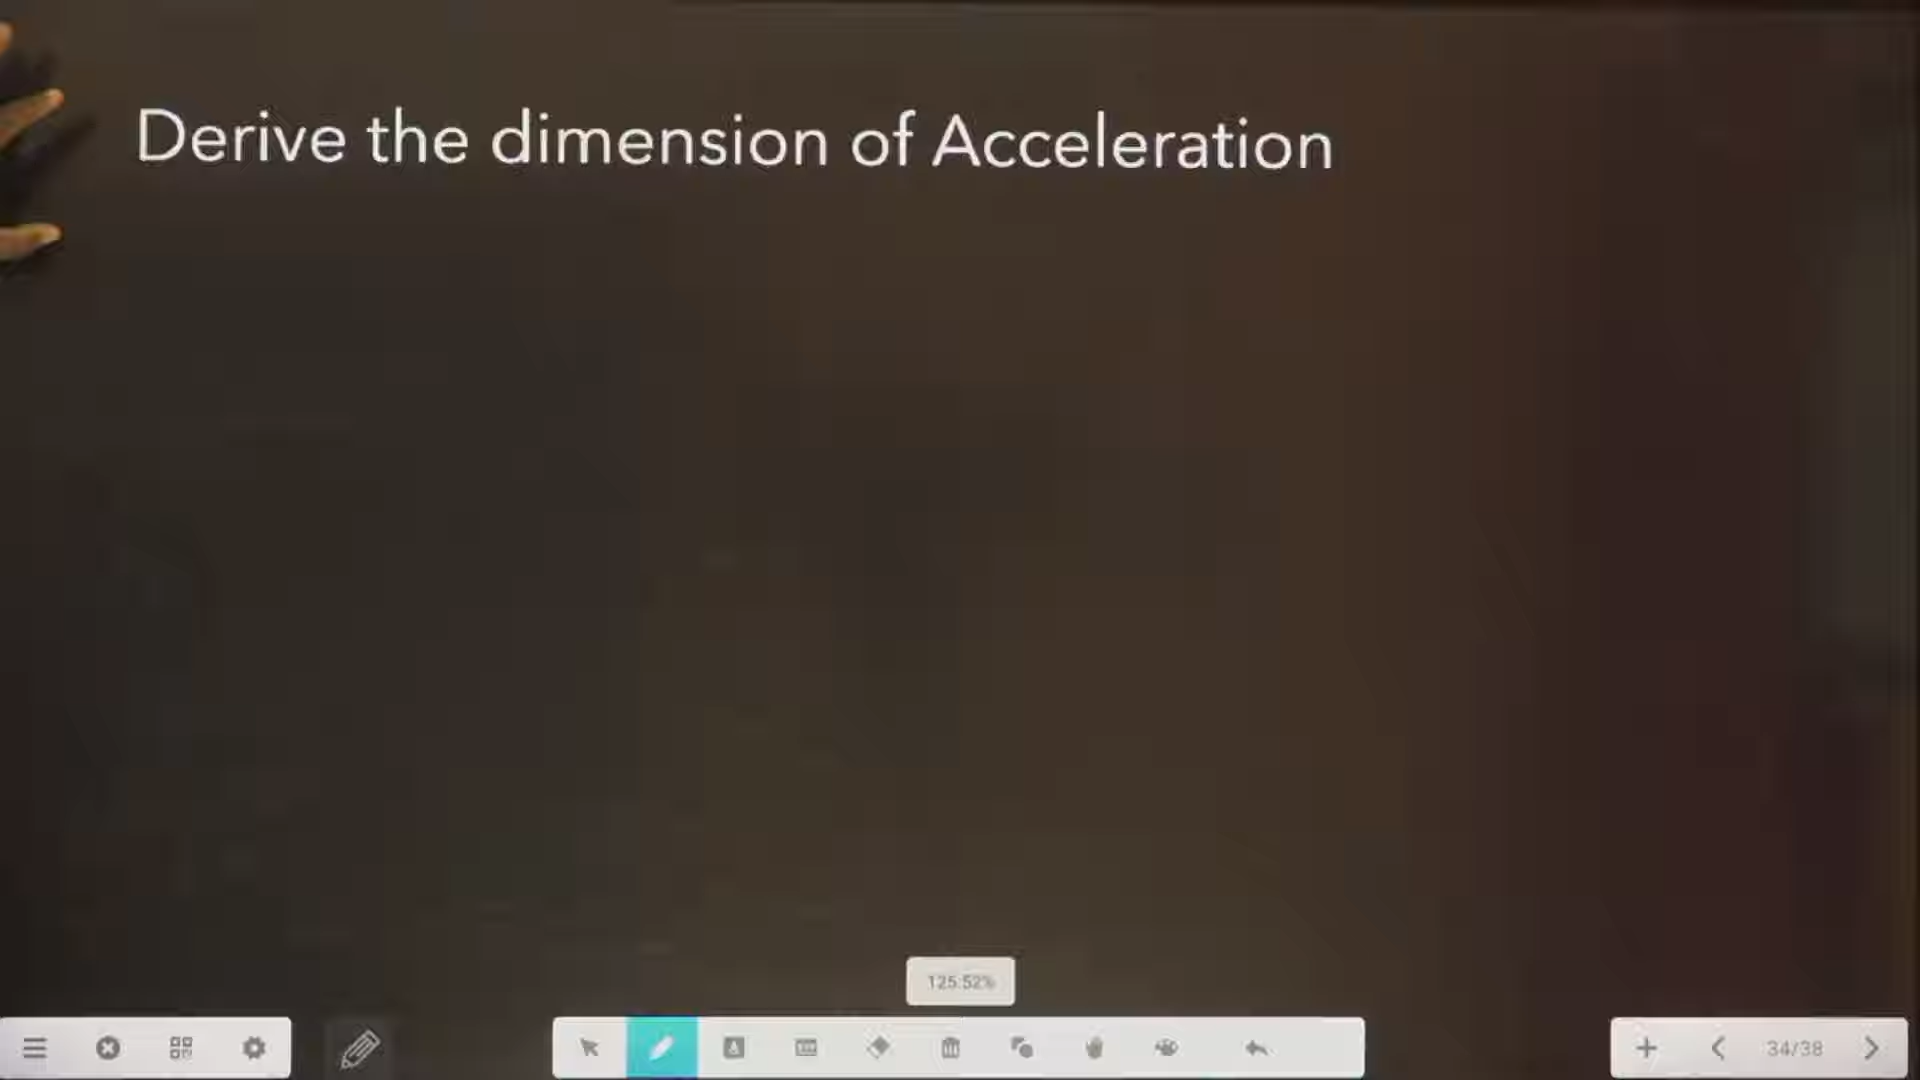 Derive the dimension of Acceleration
125.52%
34/38